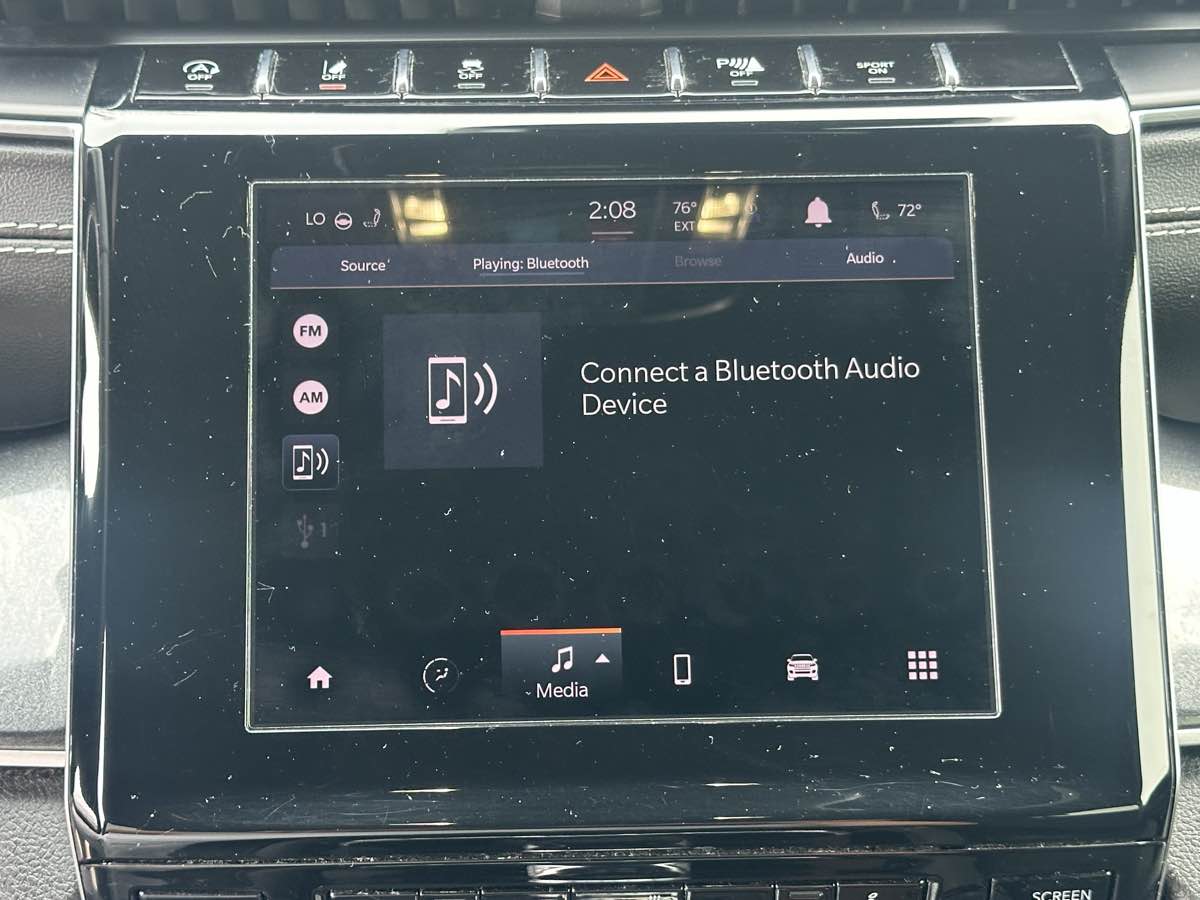 OFF
OFF
OFF
P OFF
SPORT
ON
LO 2:08 76° 72°
EXT
Source Playing: Bluetooth Browse Audio
FM
AM
1
Connect a Bluetooth Audio
Device
Media
SCREEN